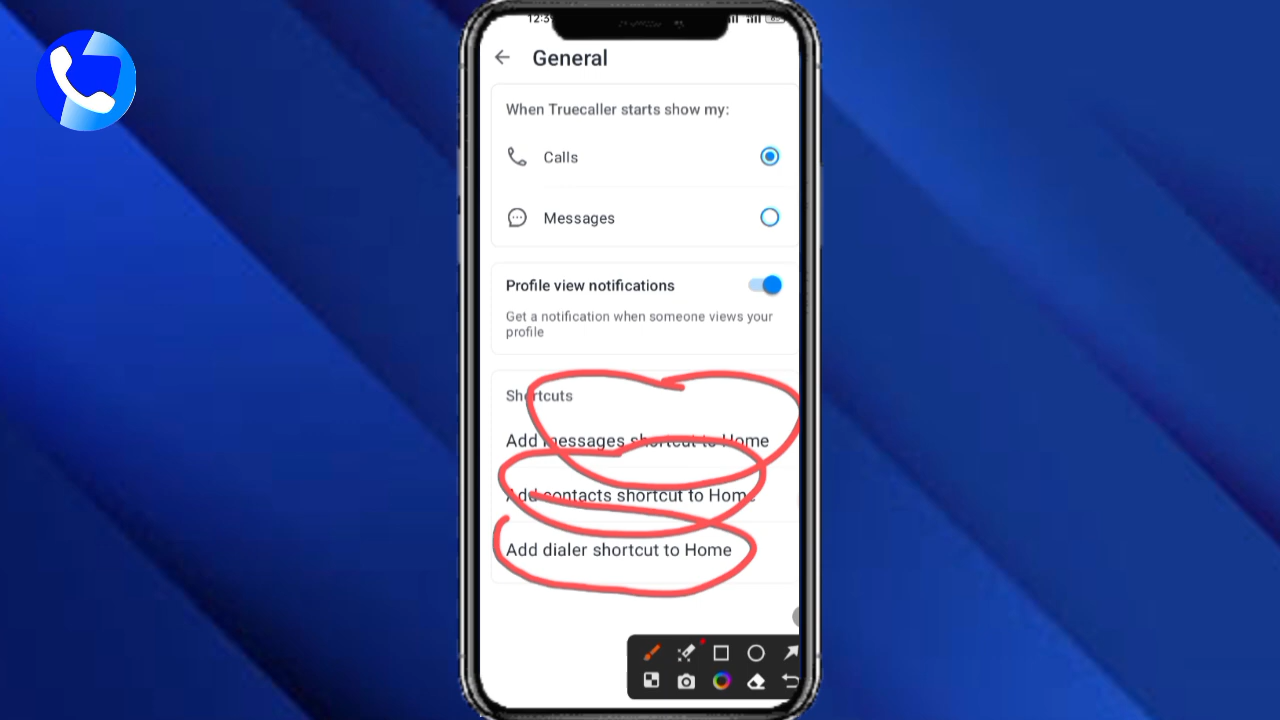 General
When Truecaller starts show my:
Calls
Messages
Profile view notifications
Get a notification when someone views your
profile
Shortcuts
Add messages shortcut to Home
Add contacts shortcut to Home
Add dialer shortcut to Home